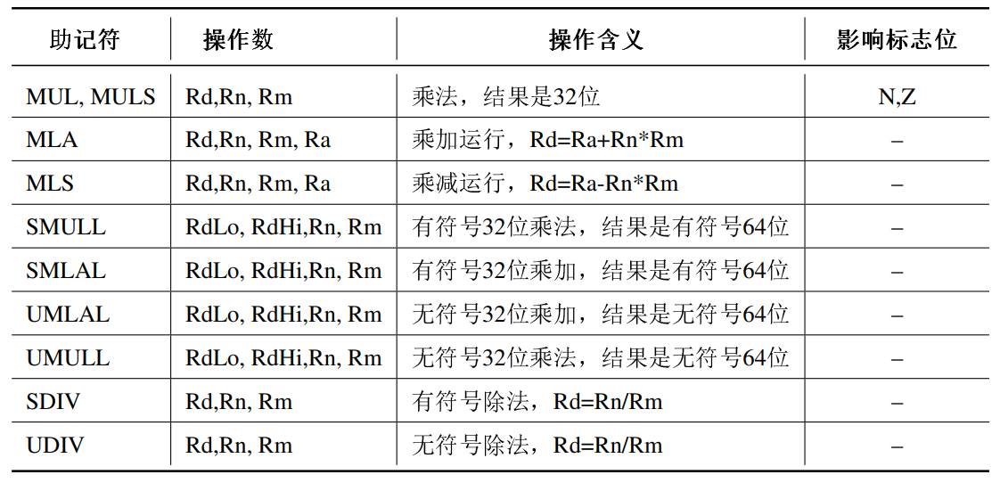 助记符 操作数 操作含义 影响标志位
MUL, MULS Rd,Rn, Rm 乘法，结果是32位 N,Z
MLA Rd,Rn, Rm, Ra 乘加运行，Rd=Ra+Rn*Rm –
MLS Rd,Rn, Rm, Ra 乘减运行，Rd=Ra-Rn*Rm –
SMULL RdLo, RdHi,Rn, Rm 有符号32位乘法，结果是有符号64位 –
SMLAL RdLo, RdHi,Rn, Rm 有符号32位乘加，结果是有符号64位 –
UMLAL RdLo, RdHi,Rn, Rm 无符号32位乘加，结果是无符号64位 –
UMULL RdLo, RdHi,Rn, Rm 无符号32位乘法，结果是无符号64位 –
SDIV Rd,Rn, Rm 有符号除法，Rd=Rn/Rm –
UDIV Rd,Rn, Rm 无符号除法，Rd=Rn/Rm –